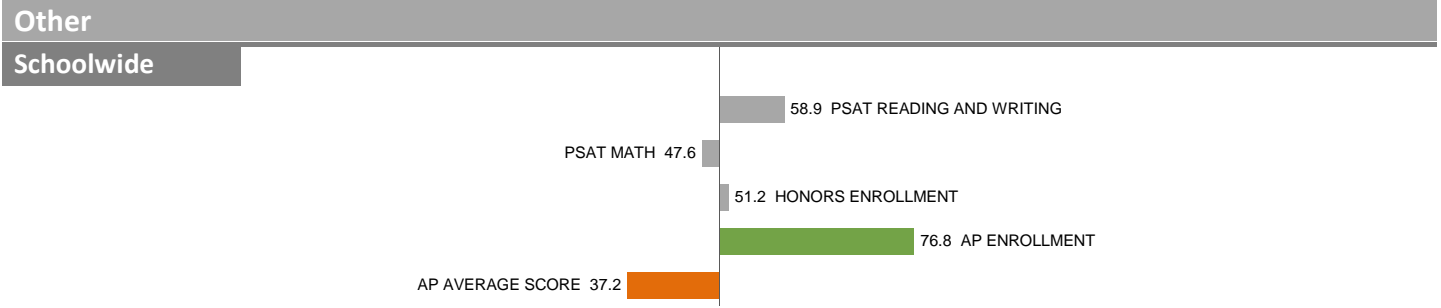 Other
Schoolwide
58.9 PSAT READING AND WRITING
PSAT MATH 47.6
51.2 HONORS ENROLLMENT
76.8 AP ENROLLMENT
AP AVERAGE SCORE 37.2